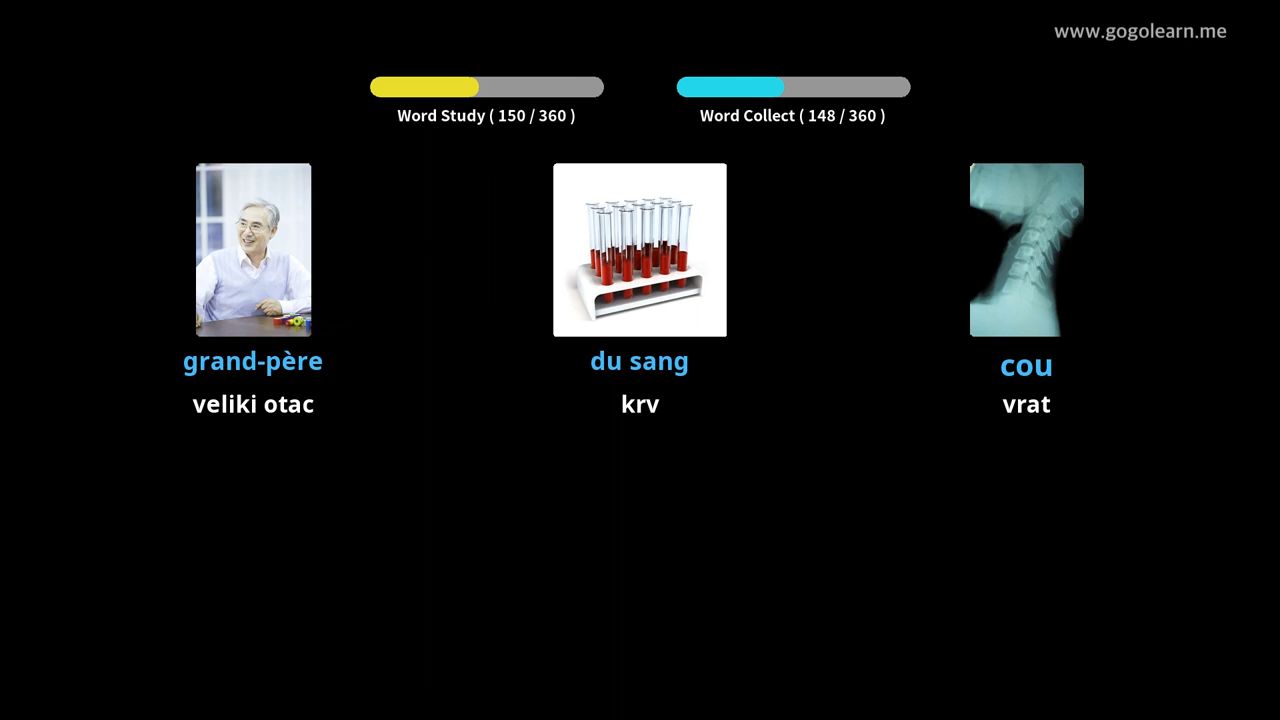 www.gogolearn.me
Word Study ( 150 / 360 )
Word Collect ( 148 / 360 )
grand-père
du sang
cou
veliki otac
krv
vrat